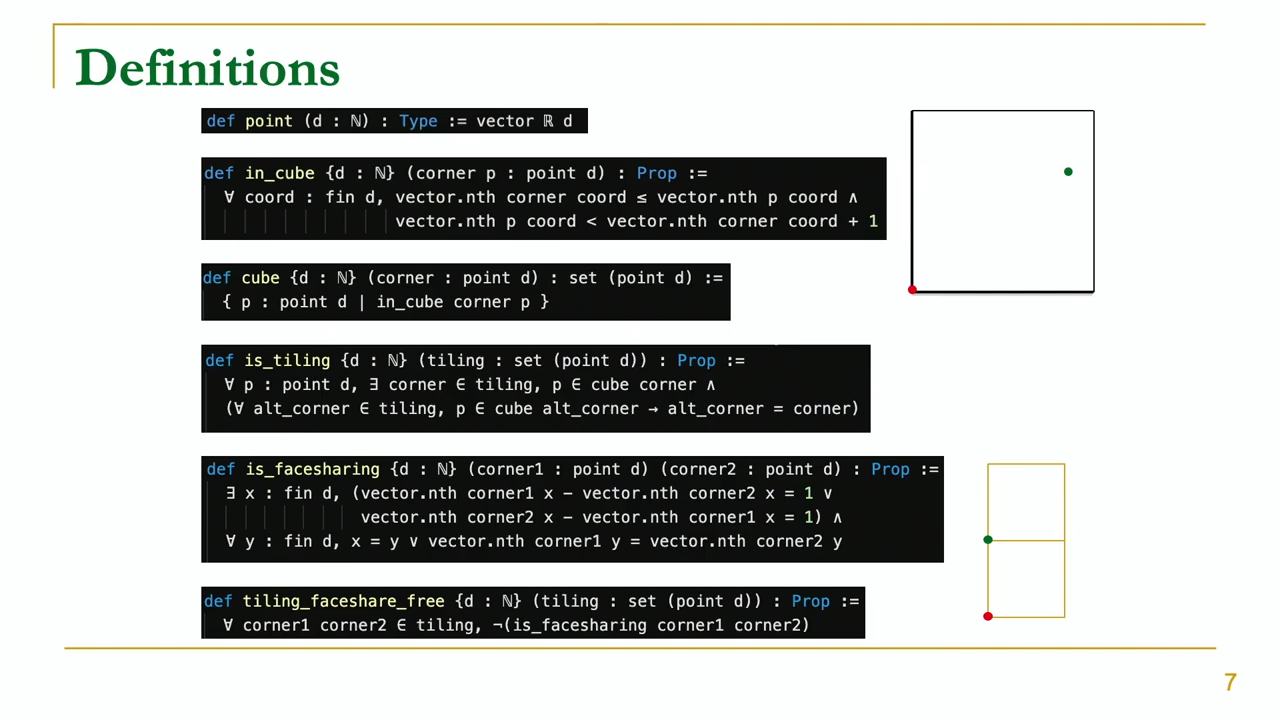 Definitions
def point (d : ℕ) : Type := vector ℝ d
def in_cube {d : ℕ} (corner p : point d) : Prop :=
∀ coord : fin d, vector.nth corner coord ≤ vector.nth p coord ∧
vector.nth p coord < vector.nth corner coord + 1
def cube {d : ℕ} (corner : point d) : set (point d) :=
{ p : point d | in_cube corner p }
def is_tiling {d : ℕ} (tiling : set (point d)) : Prop :=
∀ p : point d, ∃ corner ∈ tiling, p ∈ cube corner ∧
(∀ alt_corner ∈ tiling, p ∈ cube alt_corner → alt_corner = corner)
def is_facesharing {d : ℕ} (corner1 : point d) (corner2 : point d) : Prop :=
∃ x : fin d, (vector.nth corner1 x − vector.nth corner2 x = 1 ∨
vector.nth corner2 x − vector.nth corner1 x = 1) ∧
∀ y : fin d, x = y ∨ vector.nth corner1 y = vector.nth corner2 y
def tiling_faceshare_free {d : ℕ} (tiling : set (point d)) : Prop :=
∀ corner1 corner2 ∈ tiling, ¬(is_facesharing corner1 corner2)
7